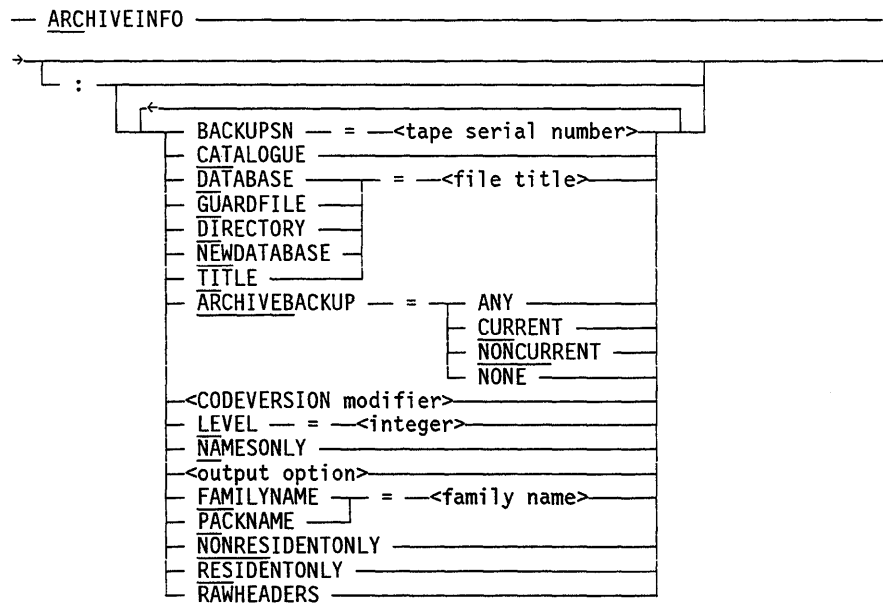 ARCHIVEINFO
:
BACKUPSN = <tape serial number>
CATALOGUE
DATABASE = <file title>
GUARDFILE
DIRECTORY
NEWDATABASE
TITLE
ARCHIVEBACKUP = ANY
CURRENT
NONCURRENT
NONE
<CODEVERSION modifier>
LEVEL = <integer>
NAMESONLY
<output option>
FAMILYNAME = <family name>
PACKNAME
NONRESIDENTONLY
RESIDENTONLY
RAWHEADERS